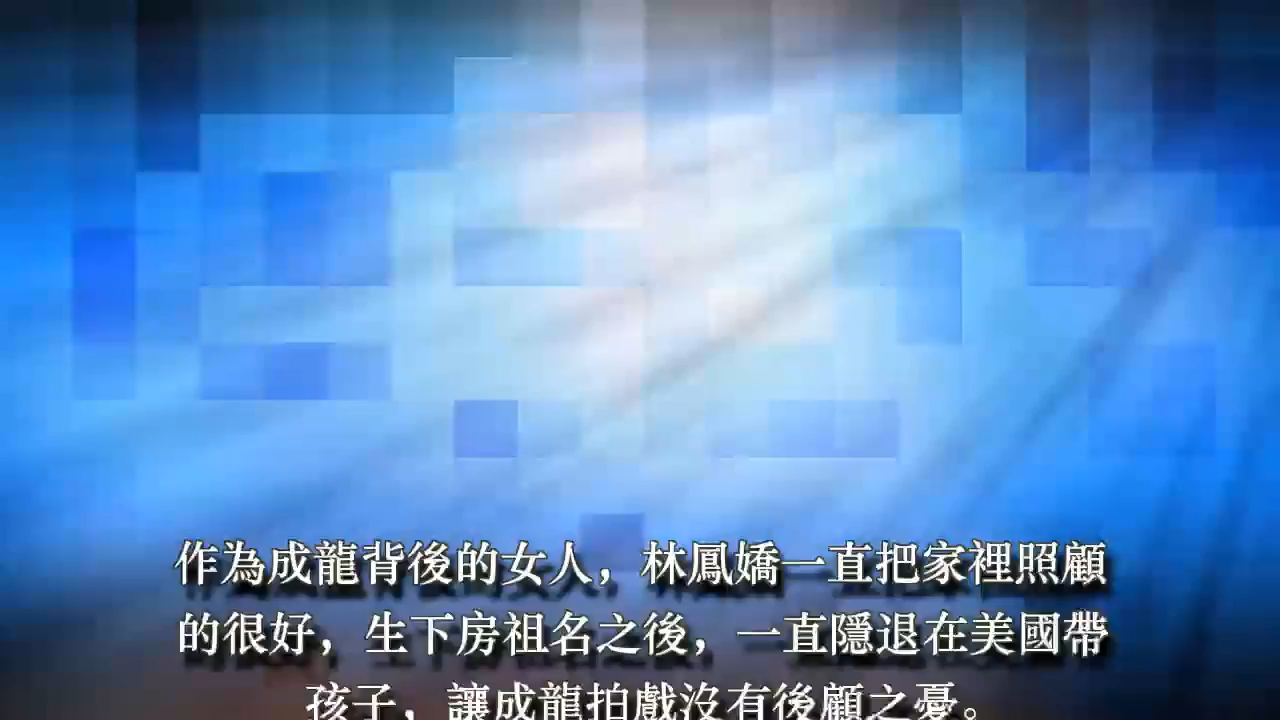 作為成龍背後的女人，林鳳嬌一直把家裡照顧
的很好，生下房祖名之後，一直隱退在美國帶
孩子，讓成龍拍戲沒有後顧之憂。